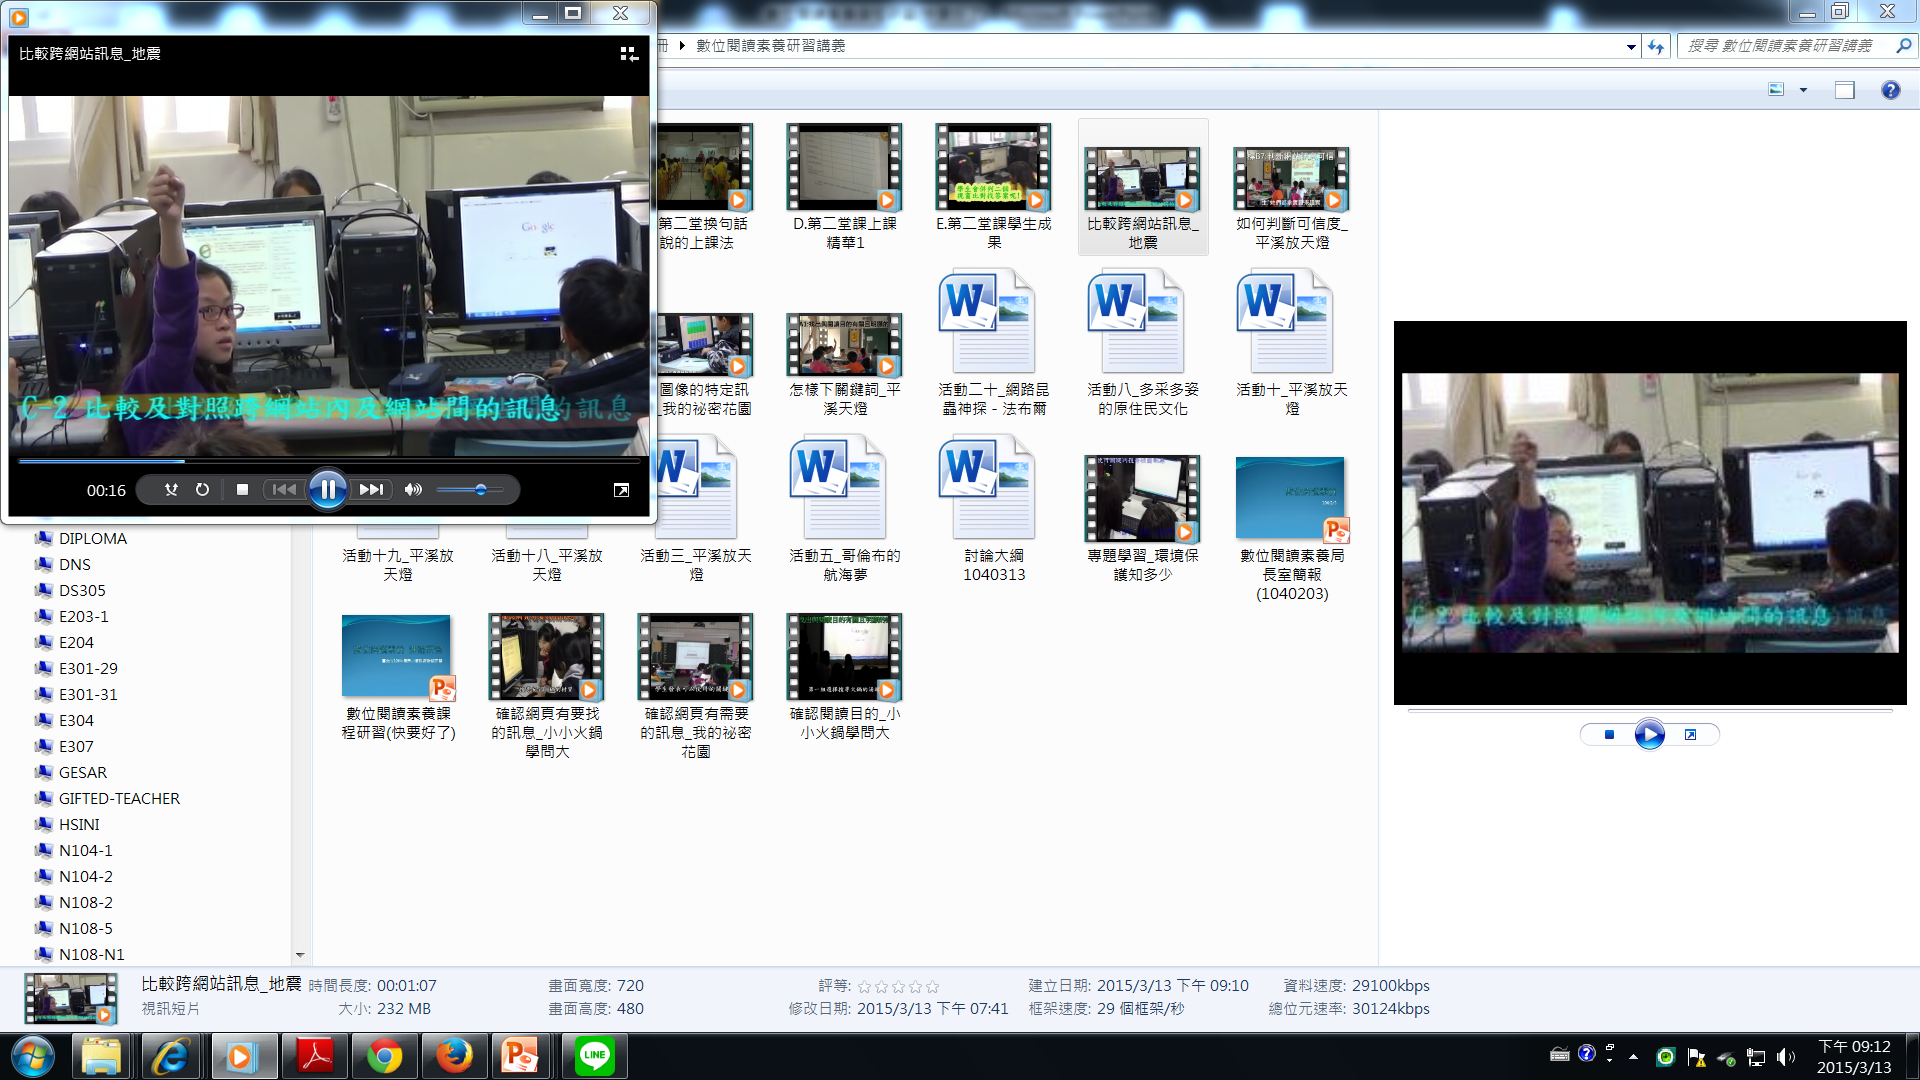 比較跨網站訊息_地震
C-2 比較及對照跨網站內及網站間的訊息
00:16
冊 ▸ 數位閱讀素養研習講義
搜尋 數位閱讀素養研習講義
第二堂換句話
說的上課法
D.第二堂課上課
精華1
E.第二堂課學生成
果
比較跨網站訊息_
地震
如何判斷可信度_
平溪放天燈
圖像的特定訊
_我的祕密花園
怎樣下關鍵詞_平
溪天燈
活動二十_網路昆
蟲神探 - 法布爾
活動八_多采多姿
的原住民文化
活動十_平溪放天
燈
活動十九_平溪放
天燈
活動十八_平溪放
天燈
活動三_平溪放天
燈
活動五_哥倫布的
航海夢
討論大綱
1040313
專題學習_環境保
護知多少
數位閱讀素養局
長室簡報
(1040203)
數位閱讀素養課
程研習(快要好了)
確認網頁有要找
的訊息_小小火鍋
學問大
確認網頁有需要
的訊息_我的祕密
花園
確認閱讀目的_小
小火鍋學問大
DIPLOMA
DNS
DS305
E203-1
E204
E301-29
E301-31
E304
E307
GESAR
GIFTED-TEACHER
HSINI
N104-1
N104-2
N108-2
N108-5
N108-N1
C-2 比較及對照跨網站內及網站間的訊息
比較跨網站訊息_地震 時間長度: 00:01:07 畫面寬度: 720 評等: 建立日期: 2015/3/13 下午 09:10 資料速度: 29100kbps
視訊短片 大小: 232 MB 畫面高度: 480 修改日期: 2015/3/13 下午 07:41 框架速度: 29 個框架/秒 總位元速率: 30124kbps
LINE
下午 09:12
2015/3/13